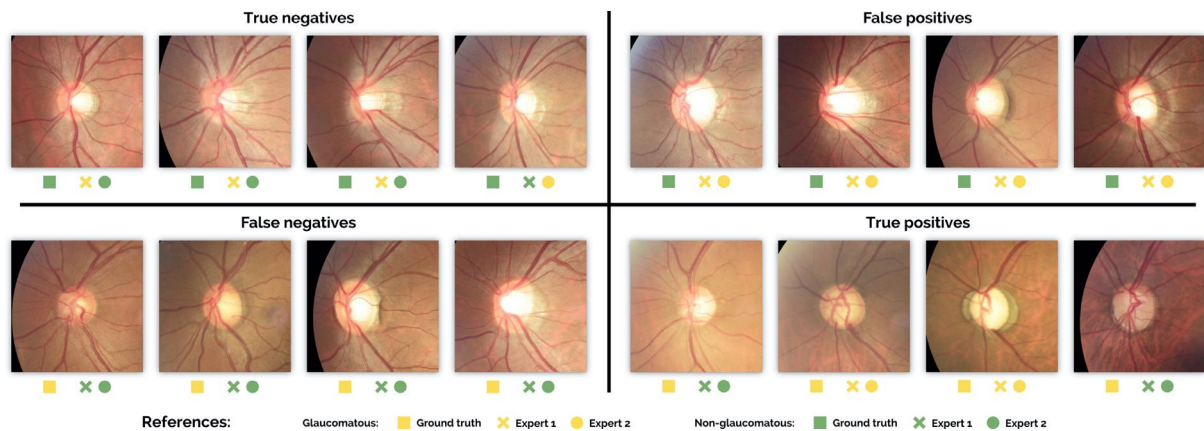 True negatives
False positives
False negatives
True positives
References: Glaucomatous: Ground truth Expert 1 Expert 2 Non-glaucomatous: Ground truth Expert 1 Expert 2